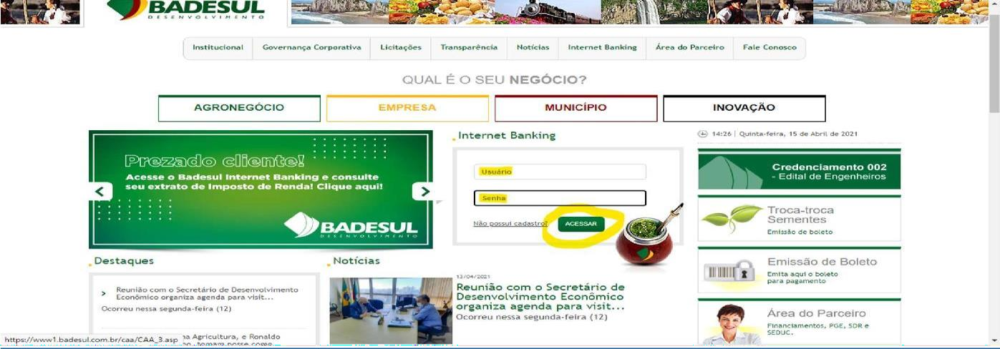 BADESUL
DESENVOLVIMENTO
Institucional
Governança Corporativa
Licitações
Transparência
Notícias
Internet Banking
Área do Parceiro
Fale Conosco
QUAL É O SEU NEGÓCIO?
AGRONEGÓCIO
EMPRESA
MUNICÍPIO
INOVAÇÃO
Prezado cliente!
Acesse o Badesul Internet Banking e consulte
seu extrato de Imposto de Renda! Clique aqui!
BADESUL
DESENVOLVIMENTO
Internet Banking
Usuário
Senha
Não possui cadastro?
ACESSAR
14:26 | Quinta-feira, 15 de Abril de 2021
Credenciamento 002
- Edital de Engenheiros
Troca-troca
Sementes
Emissão de boleto
Emissão de Boleto
Emita aqui o boleto
para pagamento
Área do Parceiro
Financiamentos, PGE, SDR e
SEDUC.
Destaques
Reunião com o Secretário de Desenvolvimento
Econômico organiza agenda para visit...
Ocorreu nessa segunda-feira (12)
Agricultura, e Ronaldo
Notícias
13/04/2021
Reunião com o Secretário de
Desenvolvimento Econômico
organiza agenda para visit...
Ocorreu nessa segunda-feira (12)
https://www1.badesul.com.br/caa/CAA_3.asp